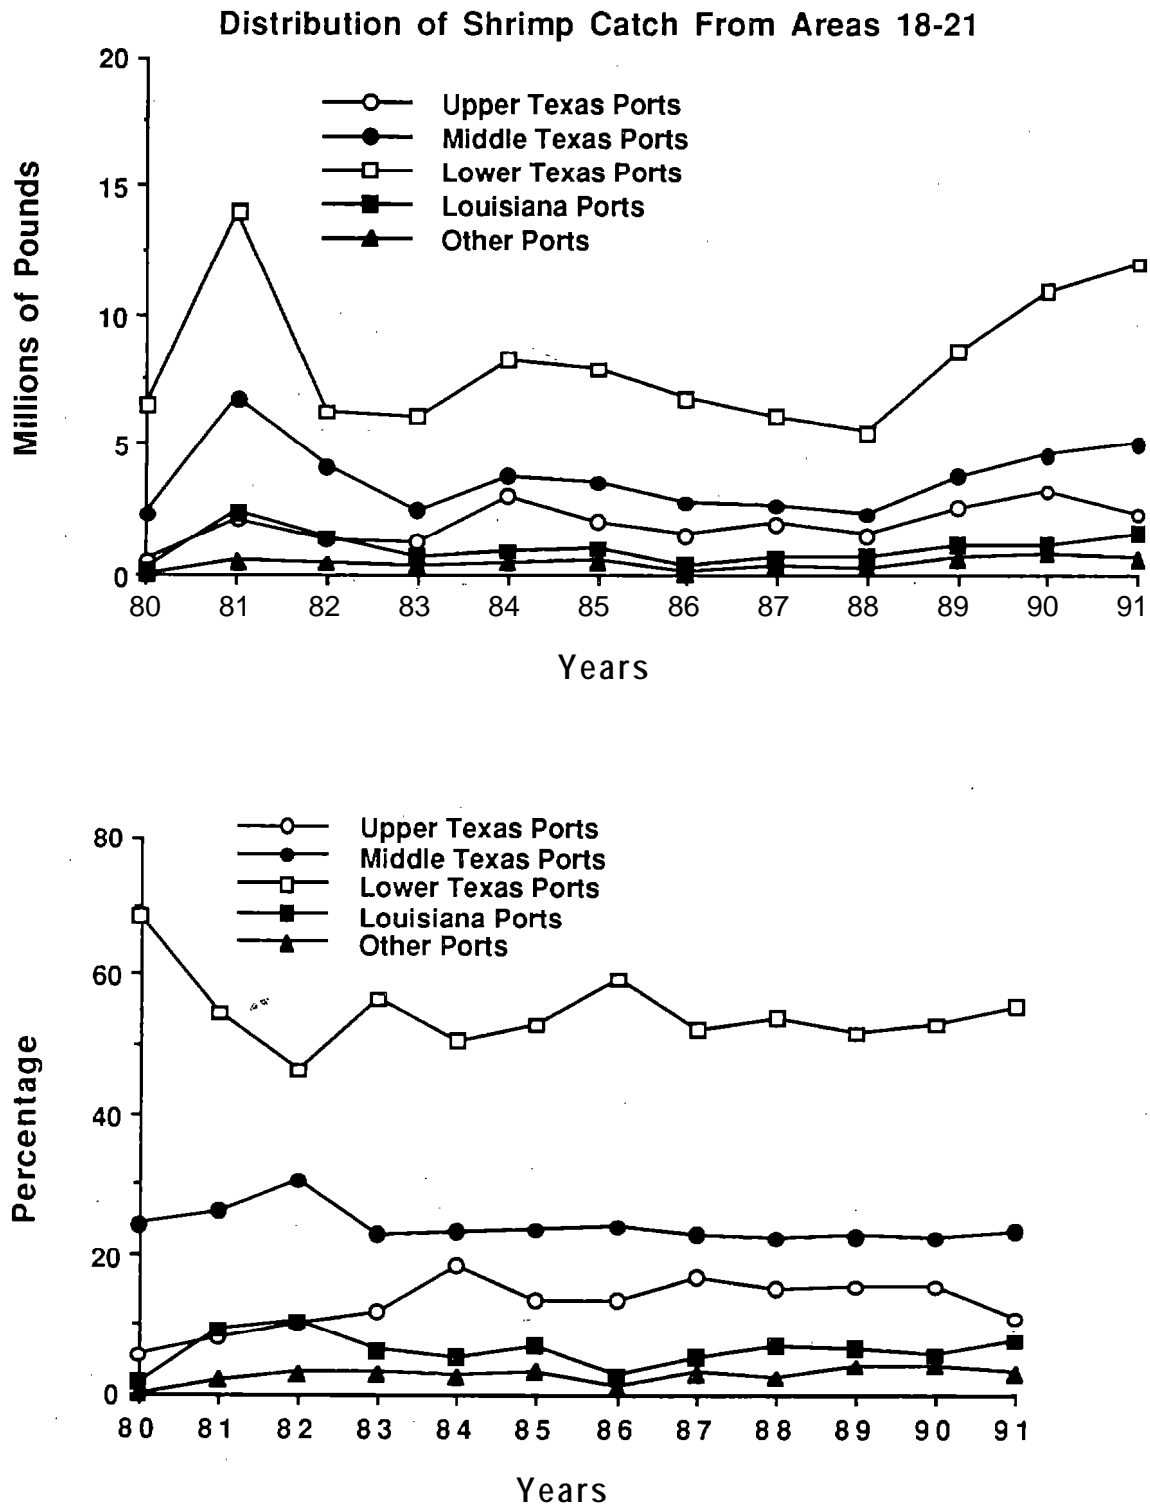 Distribution of Shrimp Catch From Areas 18-21
20
15
10
5
0
Millions of Pounds
Upper Texas Ports
Middle Texas Ports
Lower Texas Ports
Louisiana Ports
Other Ports
80 81 82 83 84 85 86 87 88 89 90 91
Years
80
60
40
20
0
Percentage
Upper Texas Ports
Middle Texas Ports
Lower Texas Ports
Louisiana Ports
Other Ports
80 81 82 83 84 85 86 87 88 89 90 91
Years